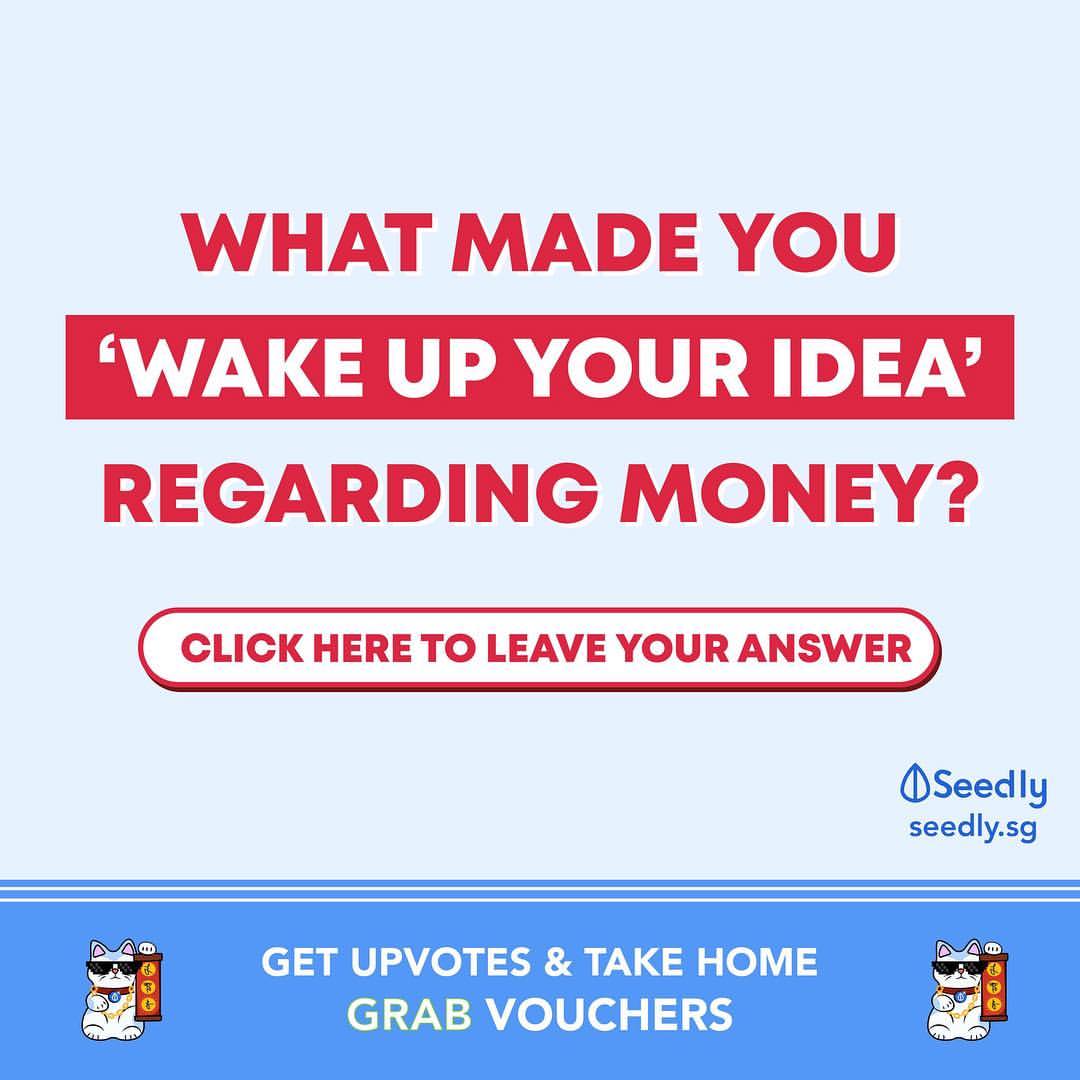 WHAT MADE YOU
‘WAKE UP YOUR IDEA’
REGARDING MONEY?
CLICK HERE TO LEAVE YOUR ANSWER
Seedly
seedly.sg
GET UPVOTES & TAKE HOME
GRAB VOUCHERS